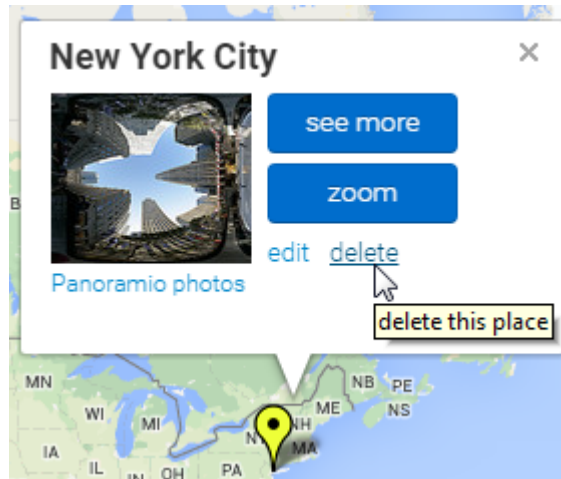 New York City
×
see more
zoom
edit delete
Panoramio photos
delete this place
MN
NB PE
WI MI ME NS
NH
MA
IA
IL IN OH PA